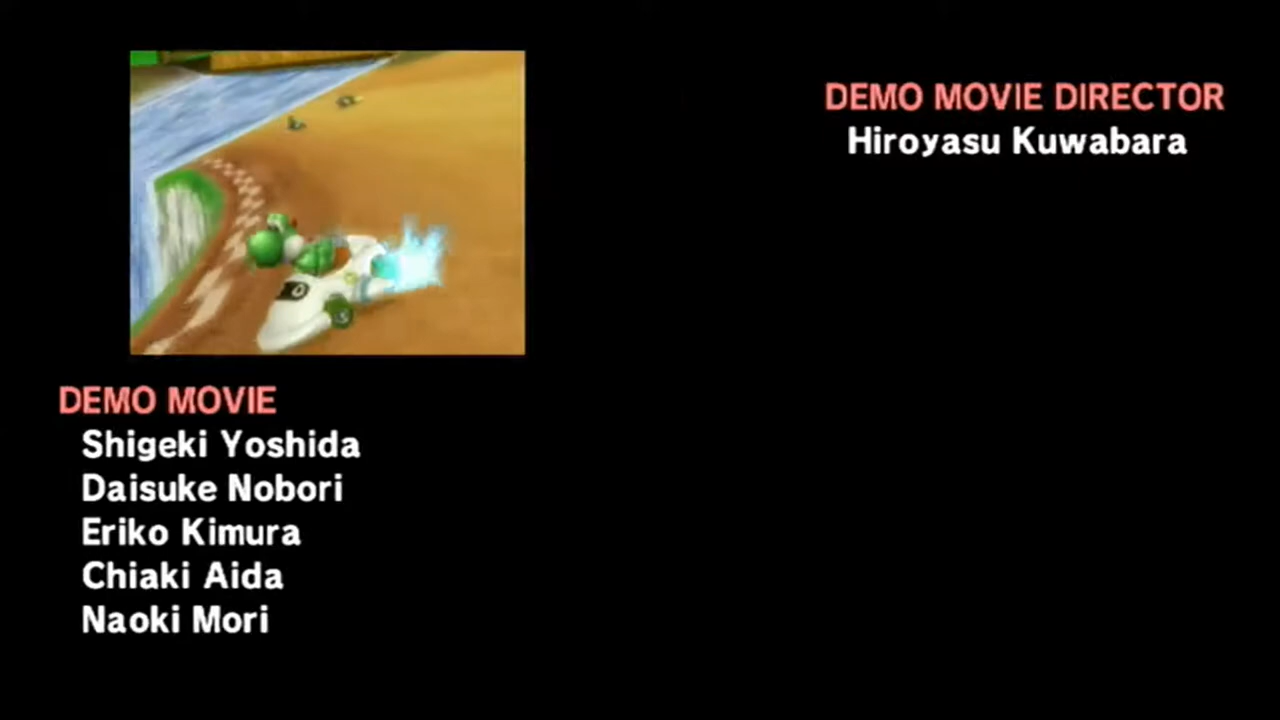 DEMO MOVIE DIRECTOR
Hiroyasu Kuwabara
DEMO MOVIE
Shigeki Yoshida
Daisuke Nobori
Eriko Kimura
Chiaki Aida
Naoki Mori